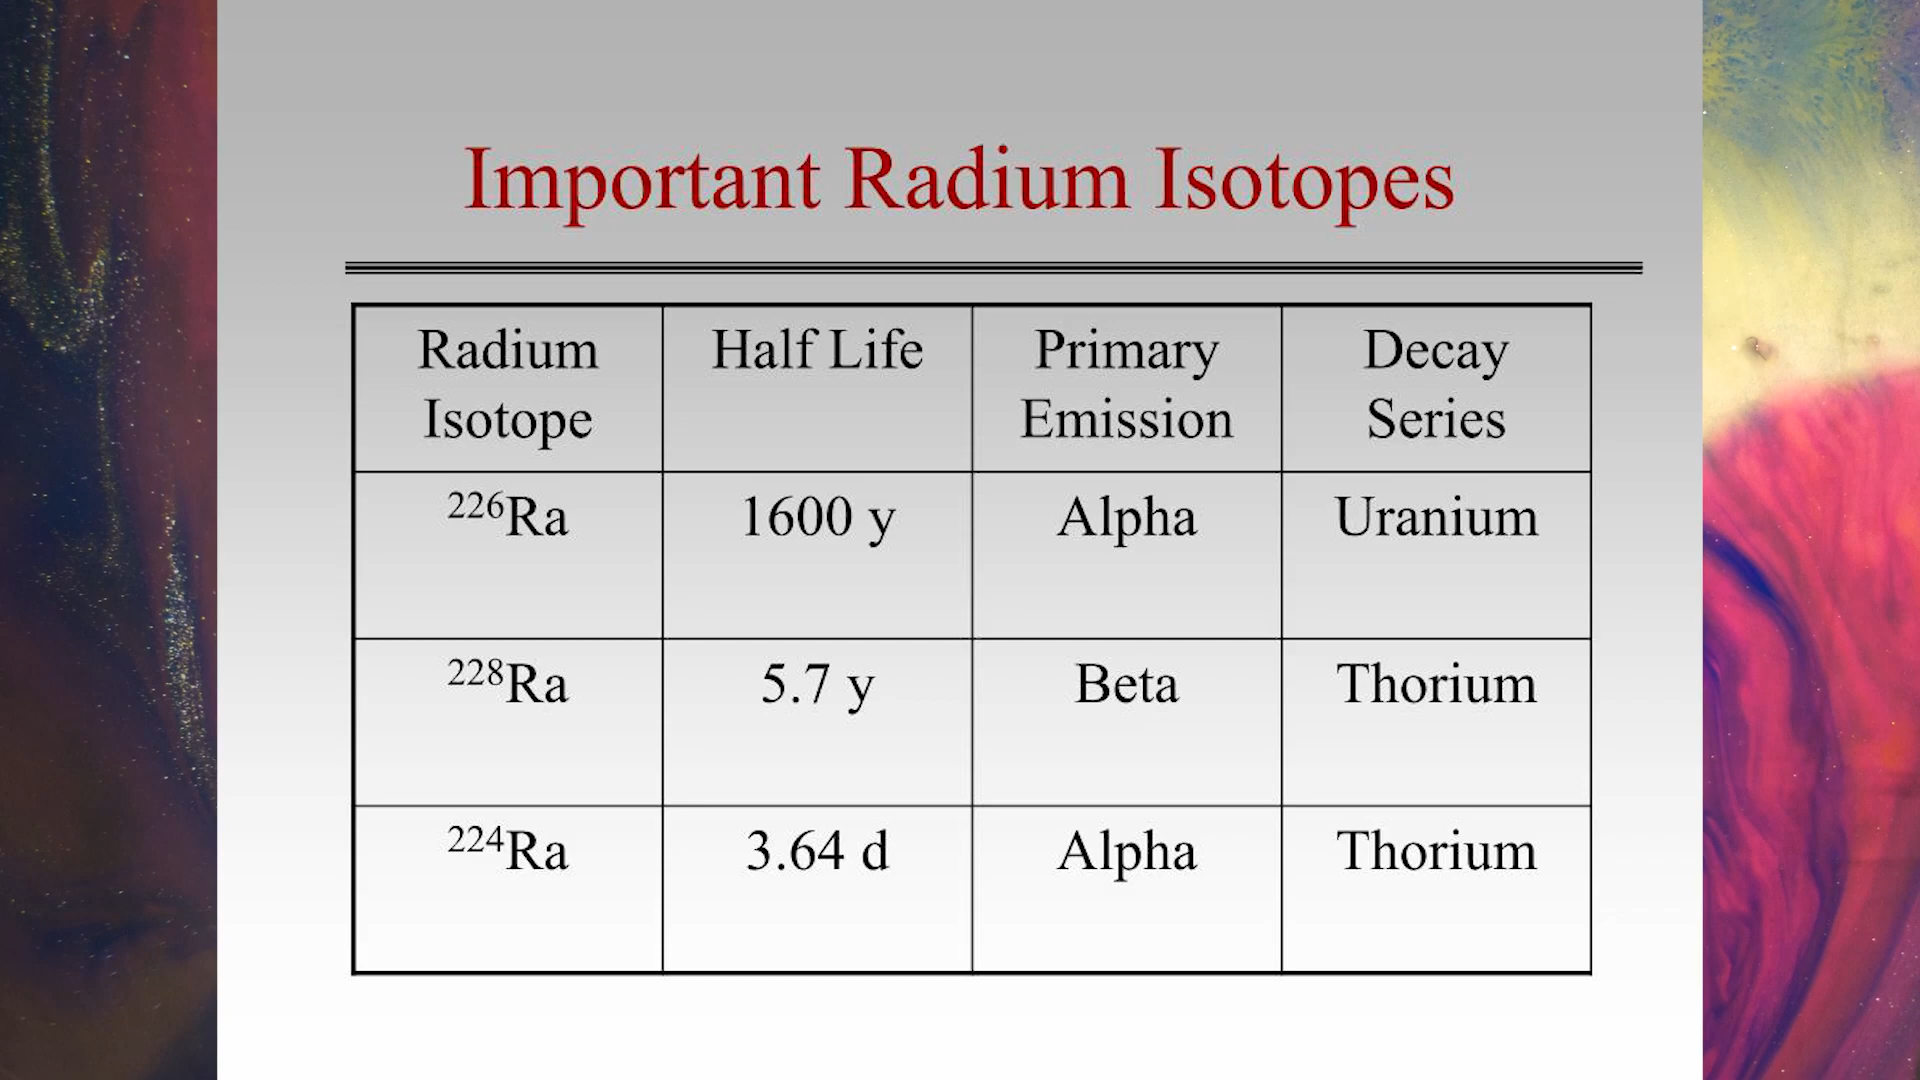 Important Radium Isotopes
Radium Isotope Half Life Primary Emission Decay Series
²²⁶Ra 1600 y Alpha Uranium
²²⁸Ra 5.7 y Beta Thorium
²²⁴Ra 3.64 d Alpha Thorium